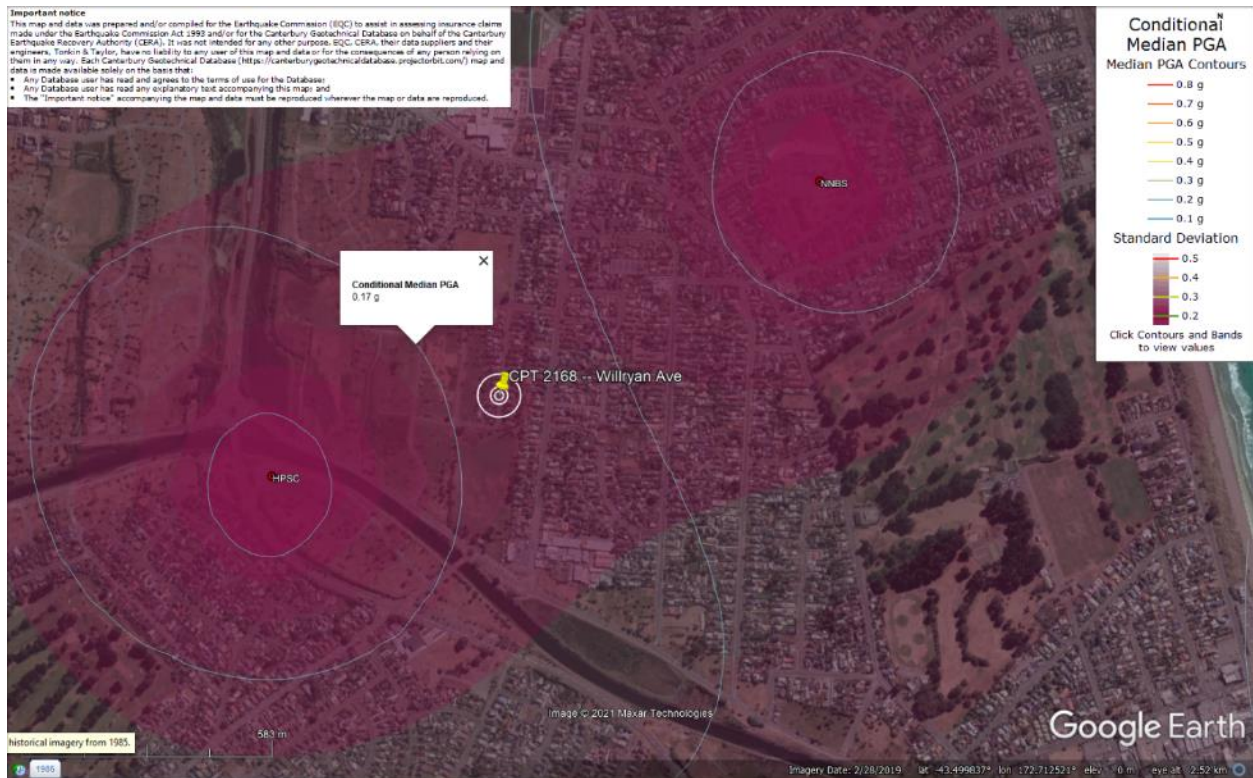 Important notice
This map and data was prepared and/or compiled for the Earthquake Commission (EQC) to assist in assessing insurance claims
made under the Earthquake Commission Act 1993 and/or for the Canterbury Geotechnical Database on behalf of the Canterbury
Earthquake Recovery Authority (CERA). It was not intended for any other purpose. EQC, CERA, their data suppliers and their
engineers, Tonkin & Taylor, have no liability to any user of this map and data or for the consequences of any person relying on
them in any way. Each Canterbury Geotechnical Database (https://canterburygeotechnicaldatabase.projectorbit.com/) map and
data is made available solely on the basis that:
• Any Database user has read and agrees to the terms of use for the Database;
• Any Database user has read any explanatory text accompanying this map; and
• The "Important notice" accompanying the map and data must be reproduced wherever the map or data are reproduced.
N
Conditional
Median PGA
Median PGA Contours
0.8 g
0.7 g
0.6 g
0.5 g
0.4 g
0.3 g
0.2 g
0.1 g
Standard Deviation
0.5
0.4
0.3
0.2
Click Contours and Bands
to view values
NNBS
Conditional Median PGA
0.17 g
CPT 2168 -- Willryan Ave
HPSC
Image © 2021 Maxar Technologies
Google Earth
583 m
historical imagery from 1985.
1985
Imagery Date: 2/28/2019 lat -43.499837° lon 172.712521° elev 0 m eye alt 2.52 km